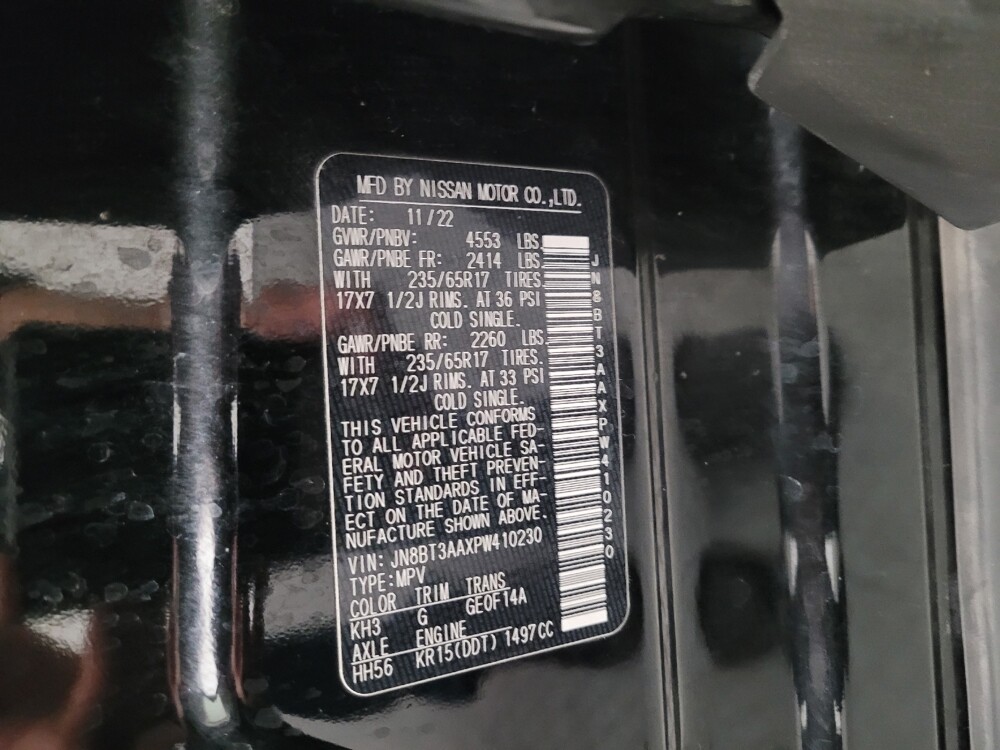 MFD BY NISSAN MOTOR CO.,LTD.
DATE: 11/22
GVWR/PNBV: 4553 LBS
GAWR/PNBE FR: 2414 LBS
WITH 235/65R17 TIRES.
17X7 1/2J RIMS. AT 36 PSI
COLD SINGLE.
GAWR/PNBE RR: 2260 LBS.
WITH 235/65R17 TIRES.
17X7 1/2J RIMS. AT 33 PSI
COLD SINGLE.
THIS VEHICLE CONFORMS
TO ALL APPLICABLE FED-
ERAL MOTOR VEHICLE SA-
FETY AND THEFT PREVEN-
TION STANDARDS IN EFF-
ECT ON THE DATE OF MA-
NUFACTURE SHOWN ABOVE.
VIN: JN8BT3AAXPW410230
TYPE:MPV
COLOR TRIM TRANS
KH3 G GE0F14A
AXLE ENGINE
HH56 KR15(DDT) 1497CC
JN8BT3AAXPW410230